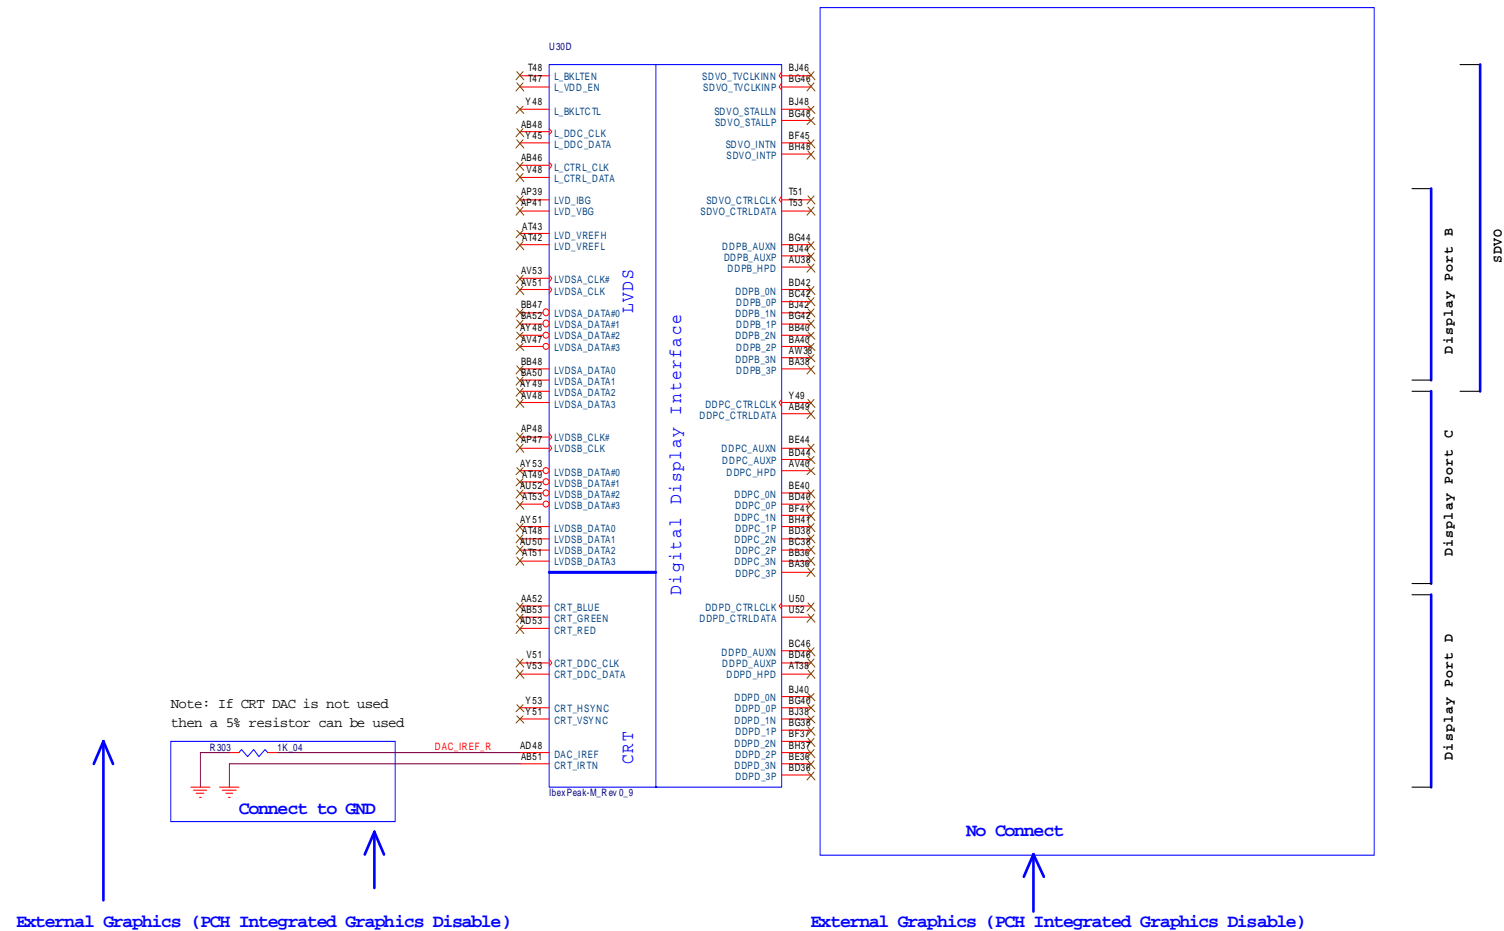 U30D
T48 L_BKLTEN
T47 L_VDD_EN
Y48 L_BKLTCTL
AB48 L_DDC_CLK
Y45 L_DDC_DATA
AB46 L_CTRL_CLK
V48 L_CTRL_DATA
AP39 LVD_IBG
AP41 LVD_VBG
AT43 LVD_VREFH
AT42 LVD_VREFL
AV53 LVDSA_CLK#
AV51 LVDSA_CLK
BB47 LVDSA_DATA#0
BA52 LVDSA_DATA#1
AY48 LVDSA_DATA#2
AV47 LVDSA_DATA#3
BB48 LVDSA_DATA0
BA50 LVDSA_DATA1
AY49 LVDSA_DATA2
AV48 LVDSA_DATA3
AP48 LVDSB_CLK#
AP47 LVDSB_CLK
AY53 LVDSB_DATA#0
AT49 LVDSB_DATA#1
AU52 LVDSB_DATA#2
AT53 LVDSB_DATA#3
AY51 LVDSB_DATA0
AT48 LVDSB_DATA1
AU50 LVDSB_DATA2
AT51 LVDSB_DATA3
LVDS
AA52 CRT_BLUE
AB53 CRT_GREEN
AD53 CRT_RED
V51 CRT_DDC_CLK
V53 CRT_DDC_DATA
Y53 CRT_HSYNC
Y51 CRT_VSYNC
AD48 DAC_IREF
AB51 CRT_IRTN
CRT
Digital Display Interface
SDVO_TVCLKINN BJ46
SDVO_TVCLKINP BG46
SDVO_STALLN BJ48
SDVO_STALLP BG48
SDVO_INTN BF45
SDVO_INTP BH45
SDVO_CTRLCLK T51
SDVO_CTRLDATA T53
DDPB_AUXN BG44
DDPB_AUXP BJ44
DDPB_HPD AU38
DDPB_0N BD42
DDPB_0P BC42
DDPB_1N BJ42
DDPB_1P BG42
DDPB_2N BB40
DDPB_2P BA40
DDPB_3N AW38
DDPB_3P BA38
DDPC_CTRLCLK Y49
DDPC_CTRLDATA AB49
DDPC_AUXN BE44
DDPC_AUXP BD44
DDPC_HPD AV40
DDPC_0N BE40
DDPC_0P BD40
DDPC_1N BF41
DDPC_1P BH41
DDPC_2N BD38
DDPC_2P BC38
DDPC_3N BB36
DDPC_3P BA36
DDPD_CTRLCLK U50
DDPD_CTRLDATA U52
DDPD_AUXN BC46
DDPD_AUXP BD46
DDPD_HPD AT38
DDPD_0N BJ40
DDPD_0P BG40
DDPD_1N BJ38
DDPD_1P BG38
DDPD_2N BF37
DDPD_2P BH37
DDPD_3N BE36
DDPD_3P BD36
IbexPeak-M_Rev0_9
Note: If CRT DAC is not used
then a 5% resistor can be used
R303 1K_04 DAC_IREF_R
Connect to GND
External Graphics (PCH Integrated Graphics Disable)
No Connect
External Graphics (PCH Integrated Graphics Disable)
Display Port B
SDVO
Display Port C
Display Port D